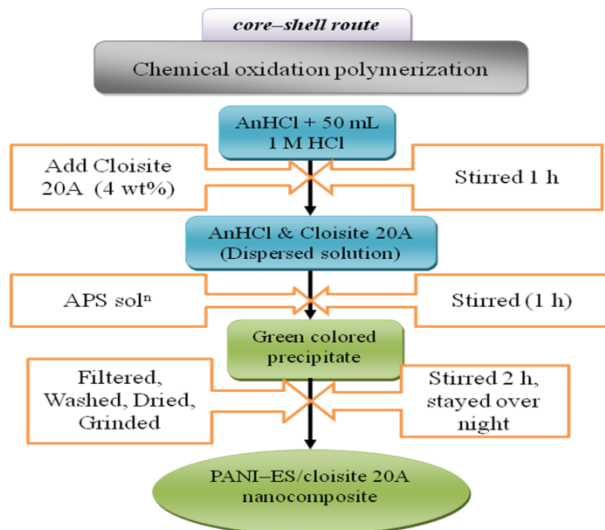 core–shell route
Chemical oxidation polymerization
AnHCl + 50 mL
1 M HCl
Add Cloisite
20A (4 wt%)
Stirred 1 h
AnHCl & Cloisite 20A
(Dispersed solution)
APS solⁿ
Stirred (1 h)
Green colored
precipitate
Filtered,
Washed, Dried,
Grinded
Stirred 2 h,
stayed over
night
PANI–ES/cloisite 20A
nanocomposite